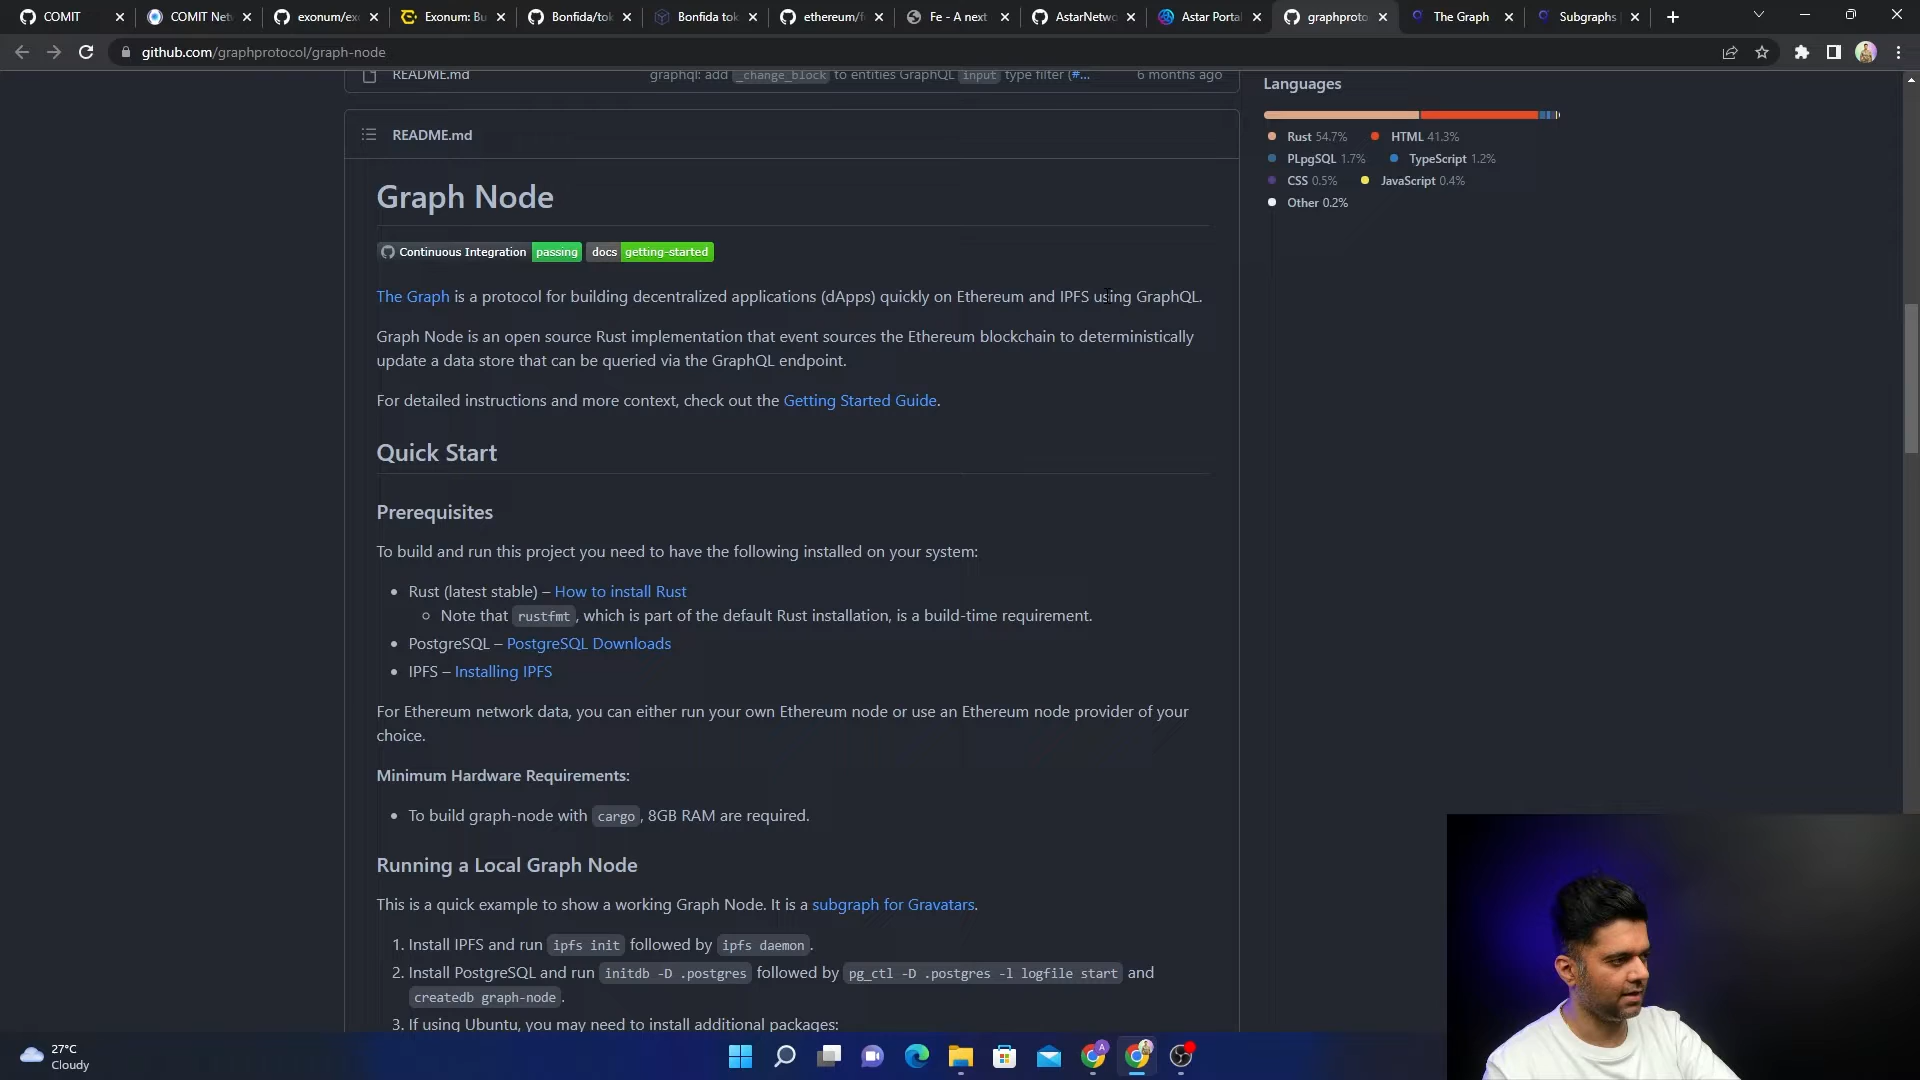 COMIT
COMIT Net
exonum/exo
Exonum: Bu
Bonfida/tok
Bonfida tok
ethereum/f
Fe - A next
AstarNetwo
Astar Portal
graphproto
The Graph
Subgraphs
github.com/graphprotocol/graph-node
README.md graphql: add _change_block to entities GraphQL input type filter (#... 6 months ago
Languages
Rust 54.7% HTML 41.3%
PLpgSQL 1.7% TypeScript 1.2%
CSS 0.5% JavaScript 0.4%
Other 0.2%
README.md
Graph Node
Continuous Integration passing docs getting-started
The Graph is a protocol for building decentralized applications (dApps) quickly on Ethereum and IPFS using GraphQL.
Graph Node is an open source Rust implementation that event sources the Ethereum blockchain to deterministically
update a data store that can be queried via the GraphQL endpoint.
For detailed instructions and more context, check out the Getting Started Guide.
Quick Start
Prerequisites
To build and run this project you need to have the following installed on your system:
• Rust (latest stable) – How to install Rust
○ Note that rustfmt, which is part of the default Rust installation, is a build-time requirement.
• PostgreSQL – PostgreSQL Downloads
• IPFS – Installing IPFS
For Ethereum network data, you can either run your own Ethereum node or use an Ethereum node provider of your
choice.
Minimum Hardware Requirements:
• To build graph-node with cargo, 8GB RAM are required.
Running a Local Graph Node
This is a quick example to show a working Graph Node. It is a subgraph for Gravatars.
1. Install IPFS and run ipfs init followed by ipfs daemon.
2. Install PostgreSQL and run initdb -D .postgres followed by pg_ctl -D .postgres -l logfile start and
createdb graph-node.
3. If using Ubuntu, you may need to install additional packages:
27°C
Cloudy